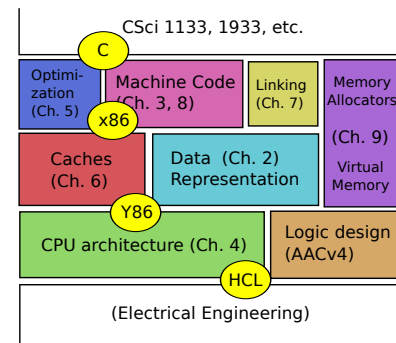 CSci 1133, 1933, etc.
C
Optimi-
zation
(Ch. 5)
Machine Code
(Ch. 3, 8)
Linking
(Ch. 7)
Memory
Allocators
(Ch. 9)
Virtual
Memory
x86
Caches
(Ch. 6)
Data (Ch. 2)
Representation
Y86
CPU architecture (Ch. 4)
Logic design
(AACv4)
HCL
(Electrical Engineering)